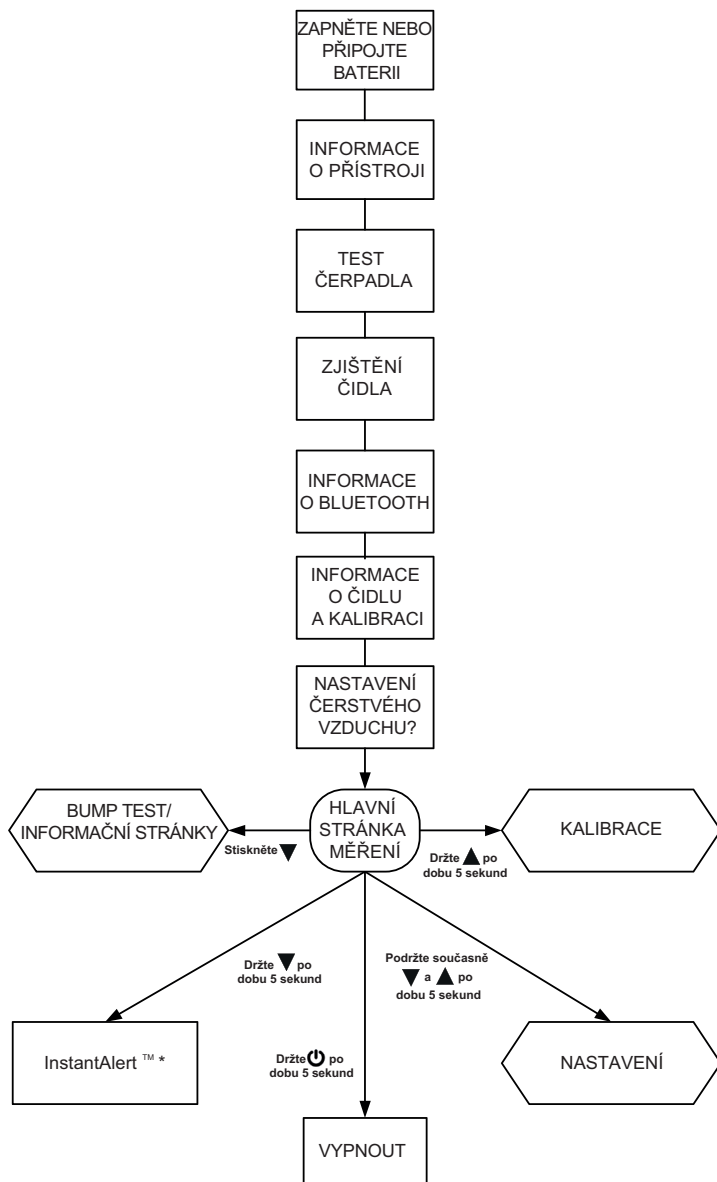 ZAPNĚTE NEBO
PŘIPOJTE
BATERII
INFORMACE
O PŘÍSTROJI
TEST
ČERPADLA
ZJIŠTĚNÍ
ČIDLA
INFORMACE
O BLUETOOTH
INFORMACE
O ČIDLU
A KALIBRACI
NASTAVENÍ
ČERSTVÉHO
VZDUCHU?
BUMP TEST/
INFORMAČNÍ STRÁNKY
Stiskněte ▼
HLAVNÍ
STRÁNKA
MĚŘENÍ
Držte ▲ po
dobu 5 sekund
KALIBRACE
Držte ▼ po
dobu 5 sekund
Podržte současně
▼ a ▲ po
dobu 5 sekund
InstantAlert ™ *
Držte ⏻ po
dobu 5 sekund
NASTAVENÍ
VYPNOUT